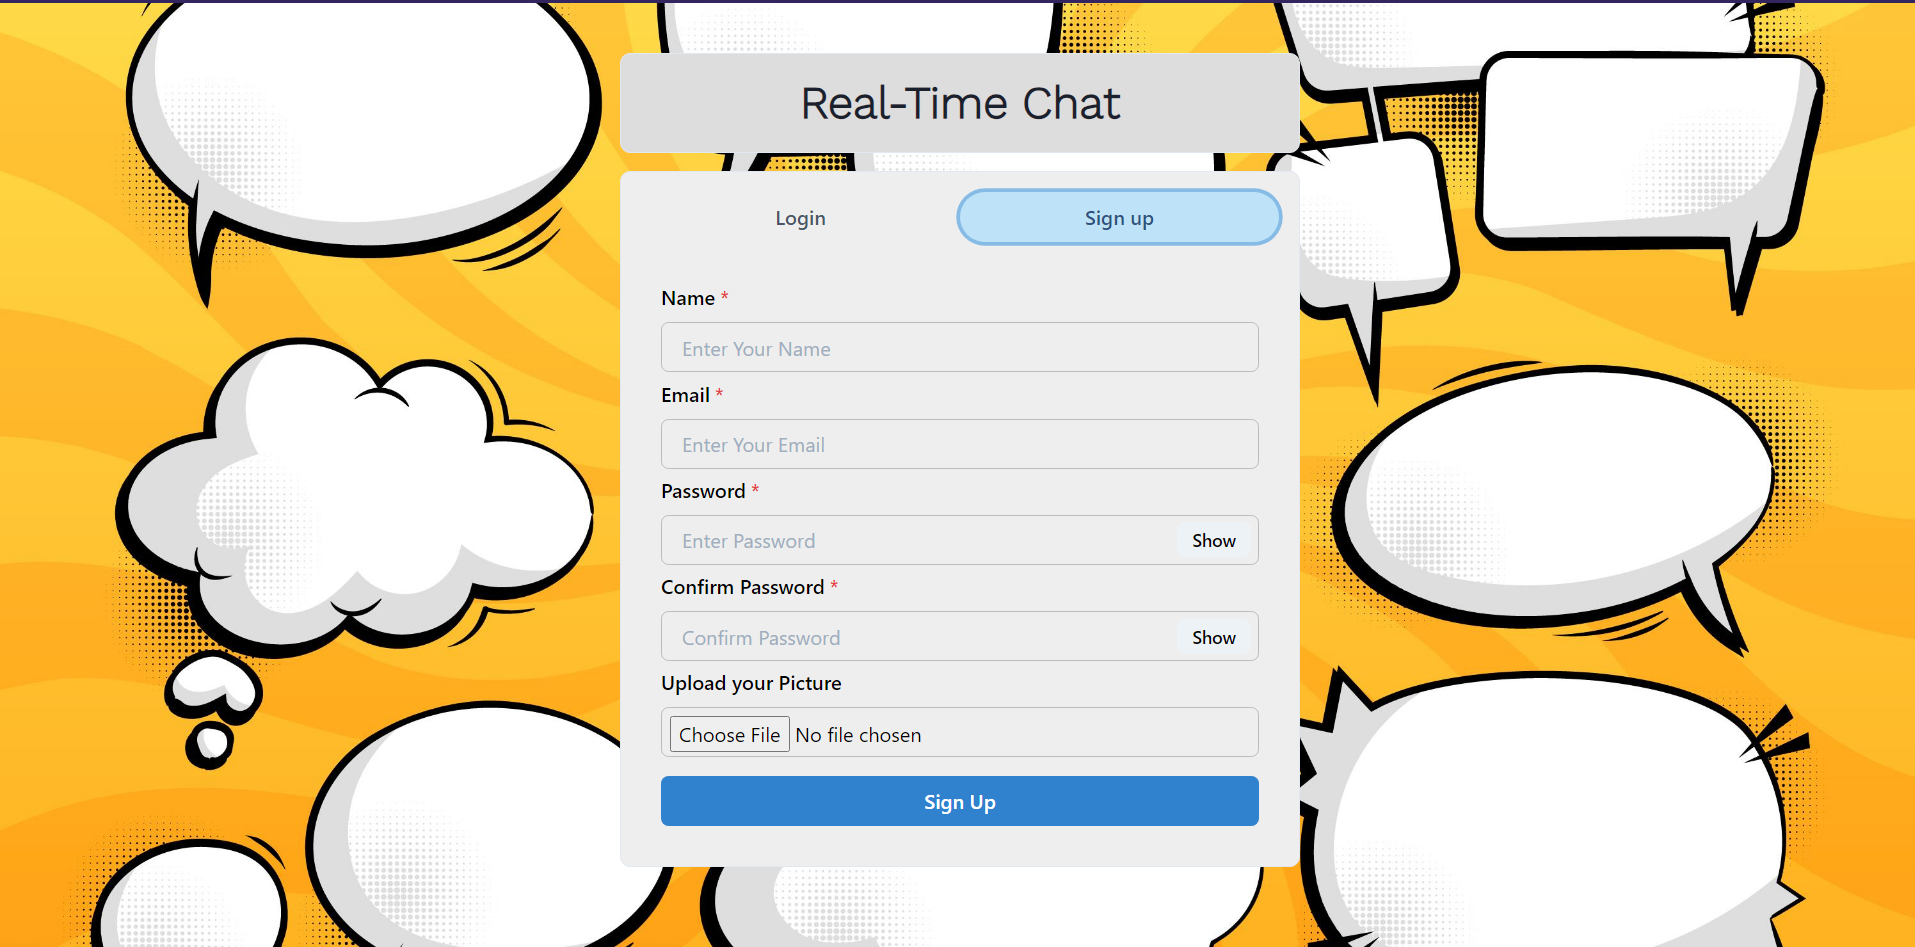 Real-Time Chat
Login
Sign up
Name *
Enter Your Name
Email *
Enter Your Email
Password *
Enter Password
Show
Confirm Password *
Confirm Password
Show
Upload your Picture
Choose File No file chosen
Sign Up